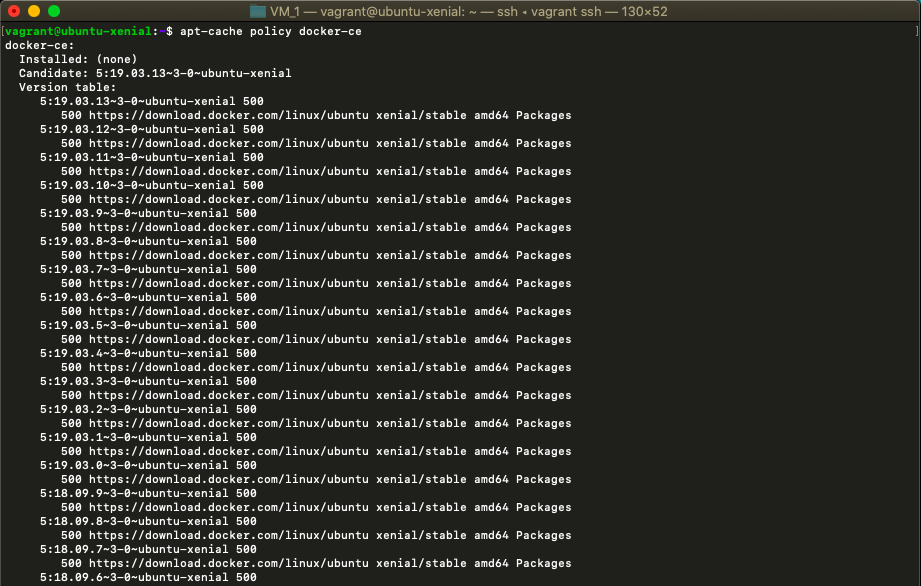 VM_1 — vagrant@ubuntu-xenial: ~ — ssh ◂ vagrant ssh — 130×52
[vagrant@ubuntu-xenial:~$ apt-cache policy docker-ce ]
docker-ce:
  Installed: (none)
  Candidate: 5:19.03.13~3-0~ubuntu-xenial
  Version table:
     5:19.03.13~3-0~ubuntu-xenial 500
        500 https://download.docker.com/linux/ubuntu xenial/stable amd64 Packages
     5:19.03.12~3-0~ubuntu-xenial 500
        500 https://download.docker.com/linux/ubuntu xenial/stable amd64 Packages
     5:19.03.11~3-0~ubuntu-xenial 500
        500 https://download.docker.com/linux/ubuntu xenial/stable amd64 Packages
     5:19.03.10~3-0~ubuntu-xenial 500
        500 https://download.docker.com/linux/ubuntu xenial/stable amd64 Packages
     5:19.03.9~3-0~ubuntu-xenial 500
        500 https://download.docker.com/linux/ubuntu xenial/stable amd64 Packages
     5:19.03.8~3-0~ubuntu-xenial 500
        500 https://download.docker.com/linux/ubuntu xenial/stable amd64 Packages
     5:19.03.7~3-0~ubuntu-xenial 500
        500 https://download.docker.com/linux/ubuntu xenial/stable amd64 Packages
     5:19.03.6~3-0~ubuntu-xenial 500
        500 https://download.docker.com/linux/ubuntu xenial/stable amd64 Packages
     5:19.03.5~3-0~ubuntu-xenial 500
        500 https://download.docker.com/linux/ubuntu xenial/stable amd64 Packages
     5:19.03.4~3-0~ubuntu-xenial 500
        500 https://download.docker.com/linux/ubuntu xenial/stable amd64 Packages
     5:19.03.3~3-0~ubuntu-xenial 500
        500 https://download.docker.com/linux/ubuntu xenial/stable amd64 Packages
     5:19.03.2~3-0~ubuntu-xenial 500
        500 https://download.docker.com/linux/ubuntu xenial/stable amd64 Packages
     5:19.03.1~3-0~ubuntu-xenial 500
        500 https://download.docker.com/linux/ubuntu xenial/stable amd64 Packages
     5:19.03.0~3-0~ubuntu-xenial 500
        500 https://download.docker.com/linux/ubuntu xenial/stable amd64 Packages
     5:18.09.9~3-0~ubuntu-xenial 500
        500 https://download.docker.com/linux/ubuntu xenial/stable amd64 Packages
     5:18.09.8~3-0~ubuntu-xenial 500
        500 https://download.docker.com/linux/ubuntu xenial/stable amd64 Packages
     5:18.09.7~3-0~ubuntu-xenial 500
        500 https://download.docker.com/linux/ubuntu xenial/stable amd64 Packages
     5:18.09.6~3-0~ubuntu-xenial 500